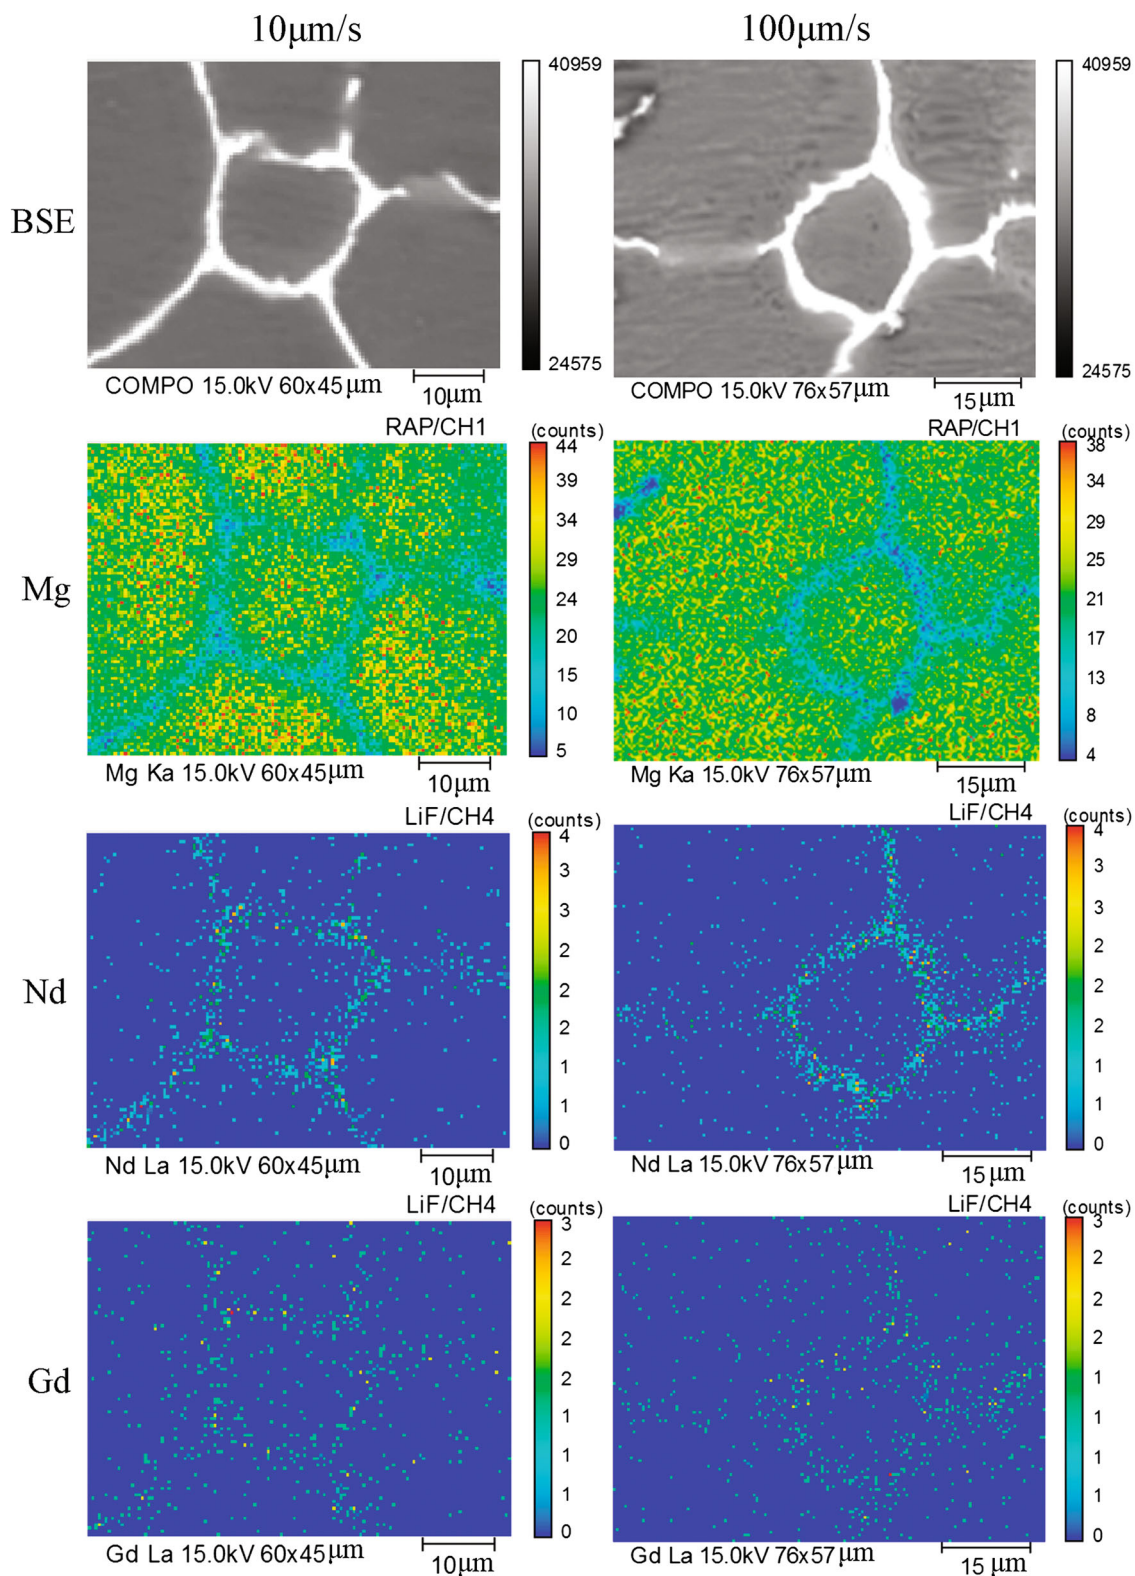 10μm/s 100μm/s
BSE
40959
24575
COMPO 15.0kV 60x45μm
10μm
40959
24575
COMPO 15.0kV 76x57μm
15μm
Mg
RAP/CH1
(counts)
44
39
34
29
24
20
15
10
5
Mg Ka 15.0kV 60x45μm
10μm
RAP/CH1
(counts)
38
34
29
25
21
17
13
8
4
Mg Ka 15.0kV 76x57μm
15μm
Nd
LiF/CH4
(counts)
4
3
3
2
2
2
1
1
0
Nd La 15.0kV 60x45μm
10μm
LiF/CH4
(counts)
4
3
3
2
2
2
1
1
0
Nd La 15.0kV 76x57μm
15μm
Gd
LiF/CH4
(counts)
3
2
2
2
2
1
1
1
0
Gd La 15.0kV 60x45μm
10μm
LiF/CH4
(counts)
3
2
2
2
1
1
1
1
0
Gd La 15.0kV 76x57μm
15μm